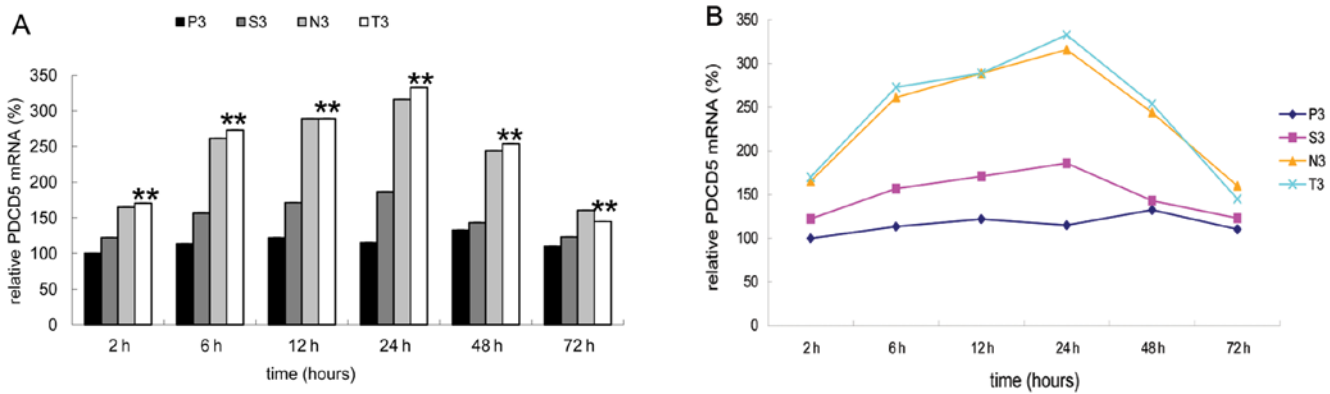 A
P3 S3 N3 T3
relative PDCD5 mRNA (%)
350
300
250
200
150
100
50
0
**
**
**
**
**
**
2 h 6 h 12 h 24 h 48 h 72 h
time (hours)
B
relative PDCD5 mRNA (%)
350
300
250
200
150
100
50
0
2 h 6 h 12 h 24 h 48 h 72 h
time (hours)
P3
S3
N3
T3